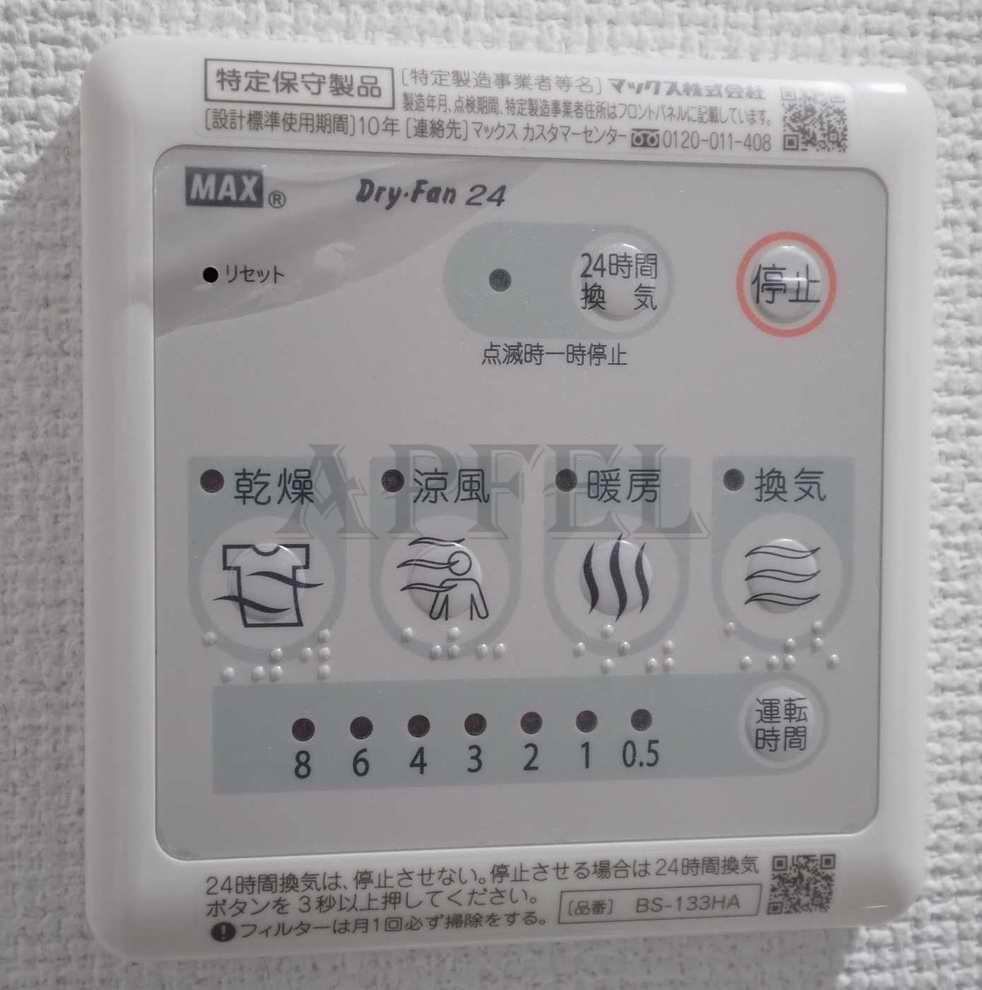 特定保守製品 [特定製造事業者等名] マックス株式会社
製造年月、点検期間、特定製造事業者住所はフロントパネルに記載しています。
[設計標準使用期間]10年 [連絡先]マックス カスタマーセンター 0120-011-408
MAX® Dry・Fan 24
リセット
24時間
換 気
停止
点滅時一時停止
APFEL
乾燥 涼風 暖房 換気
運転
時間
8 6 4 3 2 1 0.5
24時間換気は、停止させない。停止させる場合は24時間換気
ボタンを3秒以上押してください。
[品番] BS-133HA
フィルターは月1回必ず掃除をする。